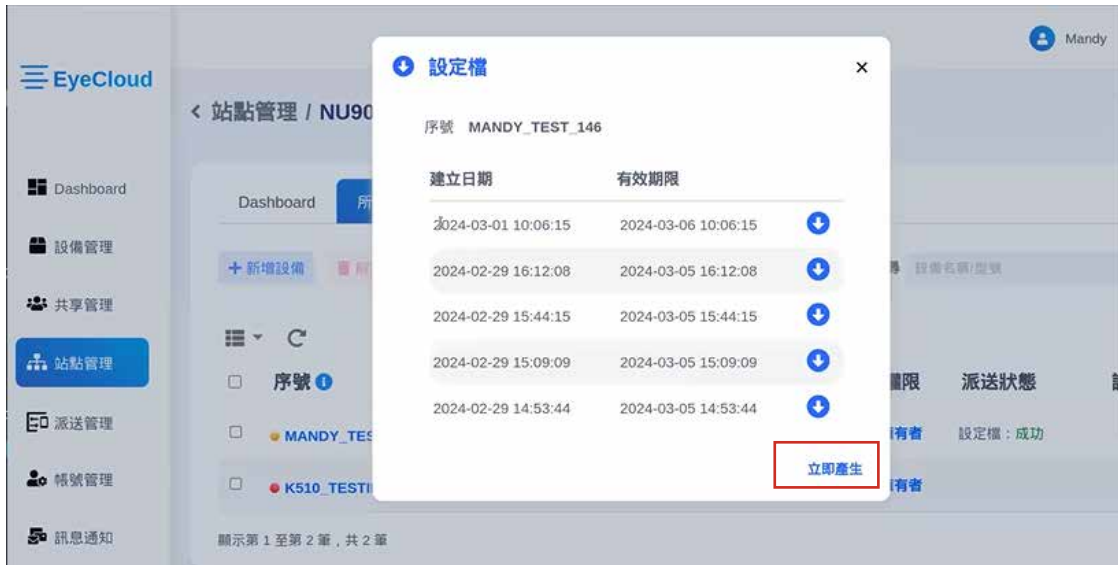 Mandy
EyeCloud
設定檔
×
< 站點管理 / NU90
序號 MANDY_TEST_146
建立日期 有效期限
Dashboard
Dashboard 所
2024-03-01 10:06:15 2024-03-06 10:06:15
設備管理
+ 新增設備
設備名稱/型號
2024-02-29 16:12:08 2024-03-05 16:12:08
共享管理
2024-02-29 15:44:15 2024-03-05 15:44:15
站點管理
2024-02-29 15:09:09 2024-03-05 15:09:09
序號 權限 派送狀態
派送管理
2024-02-29 14:53:44 2024-03-05 14:53:44
MANDY_TES 有者 設定檔：成功
立即產生
帳號管理
K510_TESTI 有者
訊息通知
顯示第 1 至第 2 筆，共 2 筆